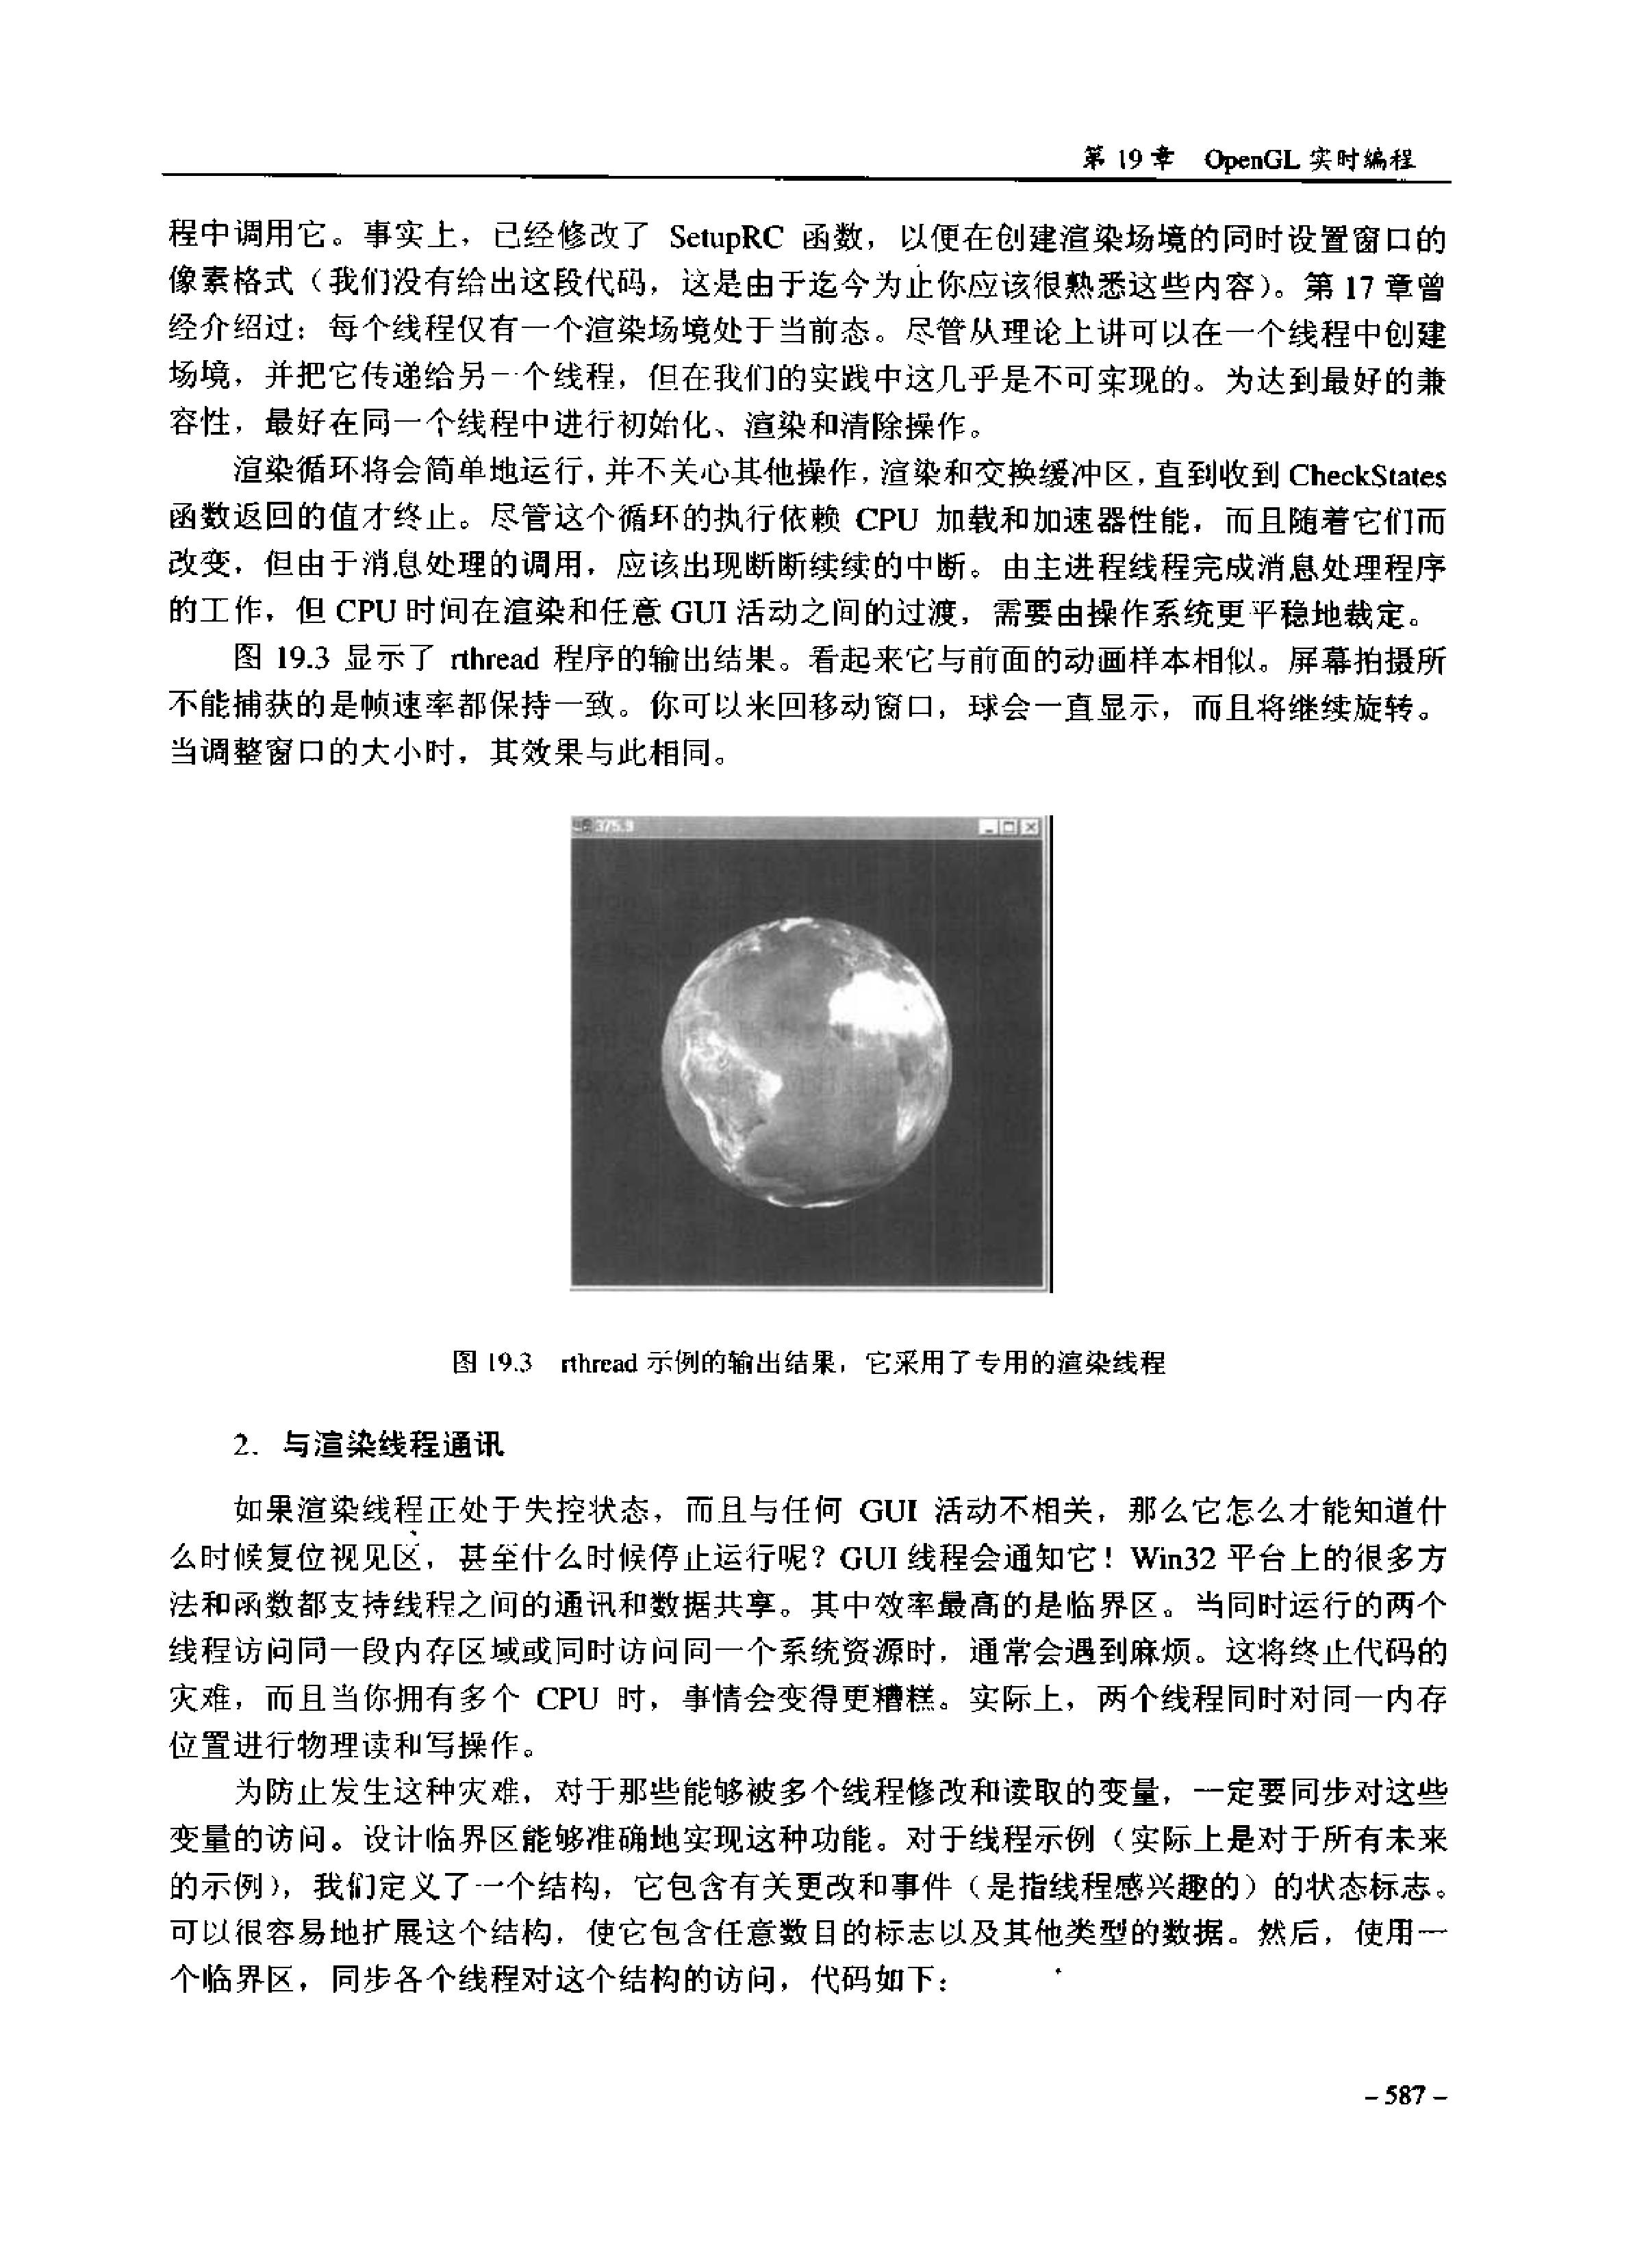 第 19 章 OpenGL 实时编程
程中调用它。事实上，已经修改了 SetupRC 函数，以便在创建渲染场境的同时设置窗口的
像素格式（我们没有给出这段代码，这是由于迄今为止你应该很熟悉这些内容）。第 17 章曾
经介绍过：每个线程仅有一个渲染场境处于当前态。尽管从理论上讲可以在一个线程中创建
场境，并把它传递给另一个线程，但在我们的实践中这几乎是不可实现的。为达到最好的兼
容性，最好在同一个线程中进行初始化、渲染和清除操作。
渲染循环将会简单地运行，并不关心其他操作，渲染和交换缓冲区，直到收到 CheckStates
函数返回的值才终止。尽管这个循环的执行依赖 CPU 加载和加速器性能，而且随着它们而
改变，但由于消息处理的调用，应该出现断断续续的中断。由主进程线程完成消息处理程序
的工作，但 CPU 时间在渲染和任意 GUI 活动之间的过渡，需要由操作系统更平稳地裁定。
图 19.3 显示了 rthread 程序的输出结果。看起来它与前面的动画样本相似。屏幕拍摄所
不能捕获的是帧速率都保持一致。你可以来回移动窗口，球会一直显示，而且将继续旋转。
当调整窗口的大小时，其效果与此相同。
375.9
图 19.3 rthread 示例的输出结果，它采用了专用的渲染线程
2．与渲染线程通讯
如果渲染线程正处于失控状态，而且与任何 GUI 活动不相关，那么它怎么才能知道什
么时候复位视见区，甚至什么时候停止运行呢？GUI 线程会通知它！Win32 平台上的很多方
法和函数都支持线程之间的通讯和数据共享。其中效率最高的是临界区。当同时运行的两个
线程访问同一段内存区域或同时访问同一个系统资源时，通常会遇到麻烦。这将终止代码的
灾难，而且当你拥有多个 CPU 时，事情会变得更糟糕。实际上，两个线程同时对同一内存
位置进行物理读和写操作。
为防止发生这种灾难，对于那些能够被多个线程修改和读取的变量，一定要同步对这些
变量的访问。设计临界区能够准确地实现这种功能。对于线程示例（实际上是对于所有未来
的示例），我们定义了一个结构，它包含有关更改和事件（是指线程感兴趣的）的状态标志。
可以很容易地扩展这个结构，使它包含任意数目的标志以及其他类型的数据。然后，使用一
个临界区，同步各个线程对这个结构的访问，代码如下：
- 587 -